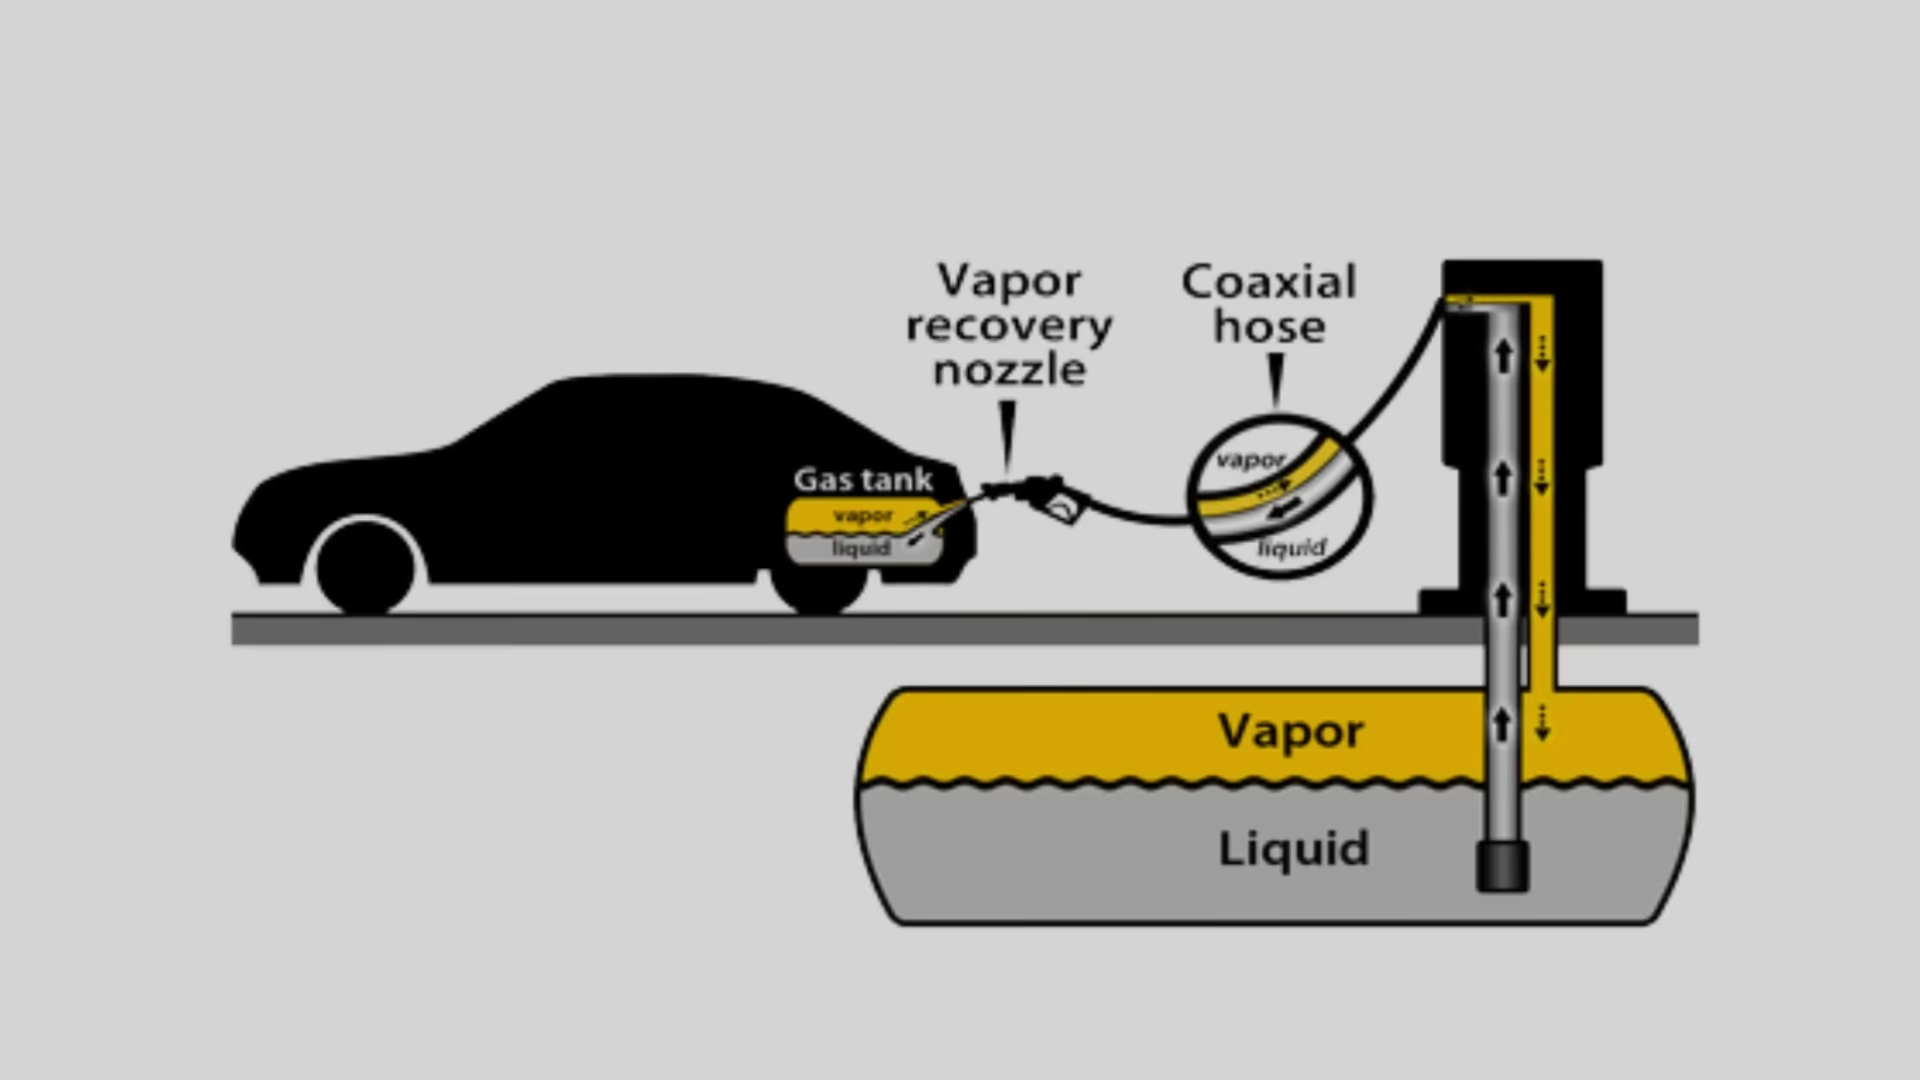 Vapor
recovery
nozzle
Coaxial
hose
Gas tank
vapor
liquid
vapor
liquid
Vapor
Liquid